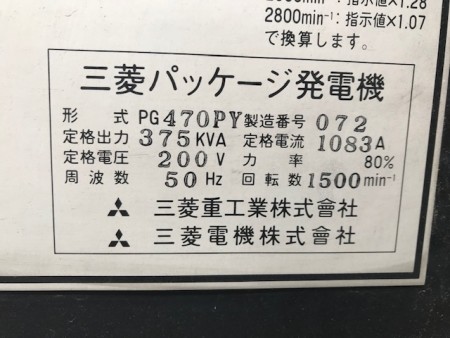 2800min⁻¹:指示値×1.07
で換算します。
三菱パッケージ発電機
形式 PG470PY 製造番号 072
定格出力 375KVA 定格電流 1083A
定格電圧 200V 力率 80%
周波数 50Hz 回転数 1500min⁻¹
三菱重工業株式会社
三菱電機株式会社